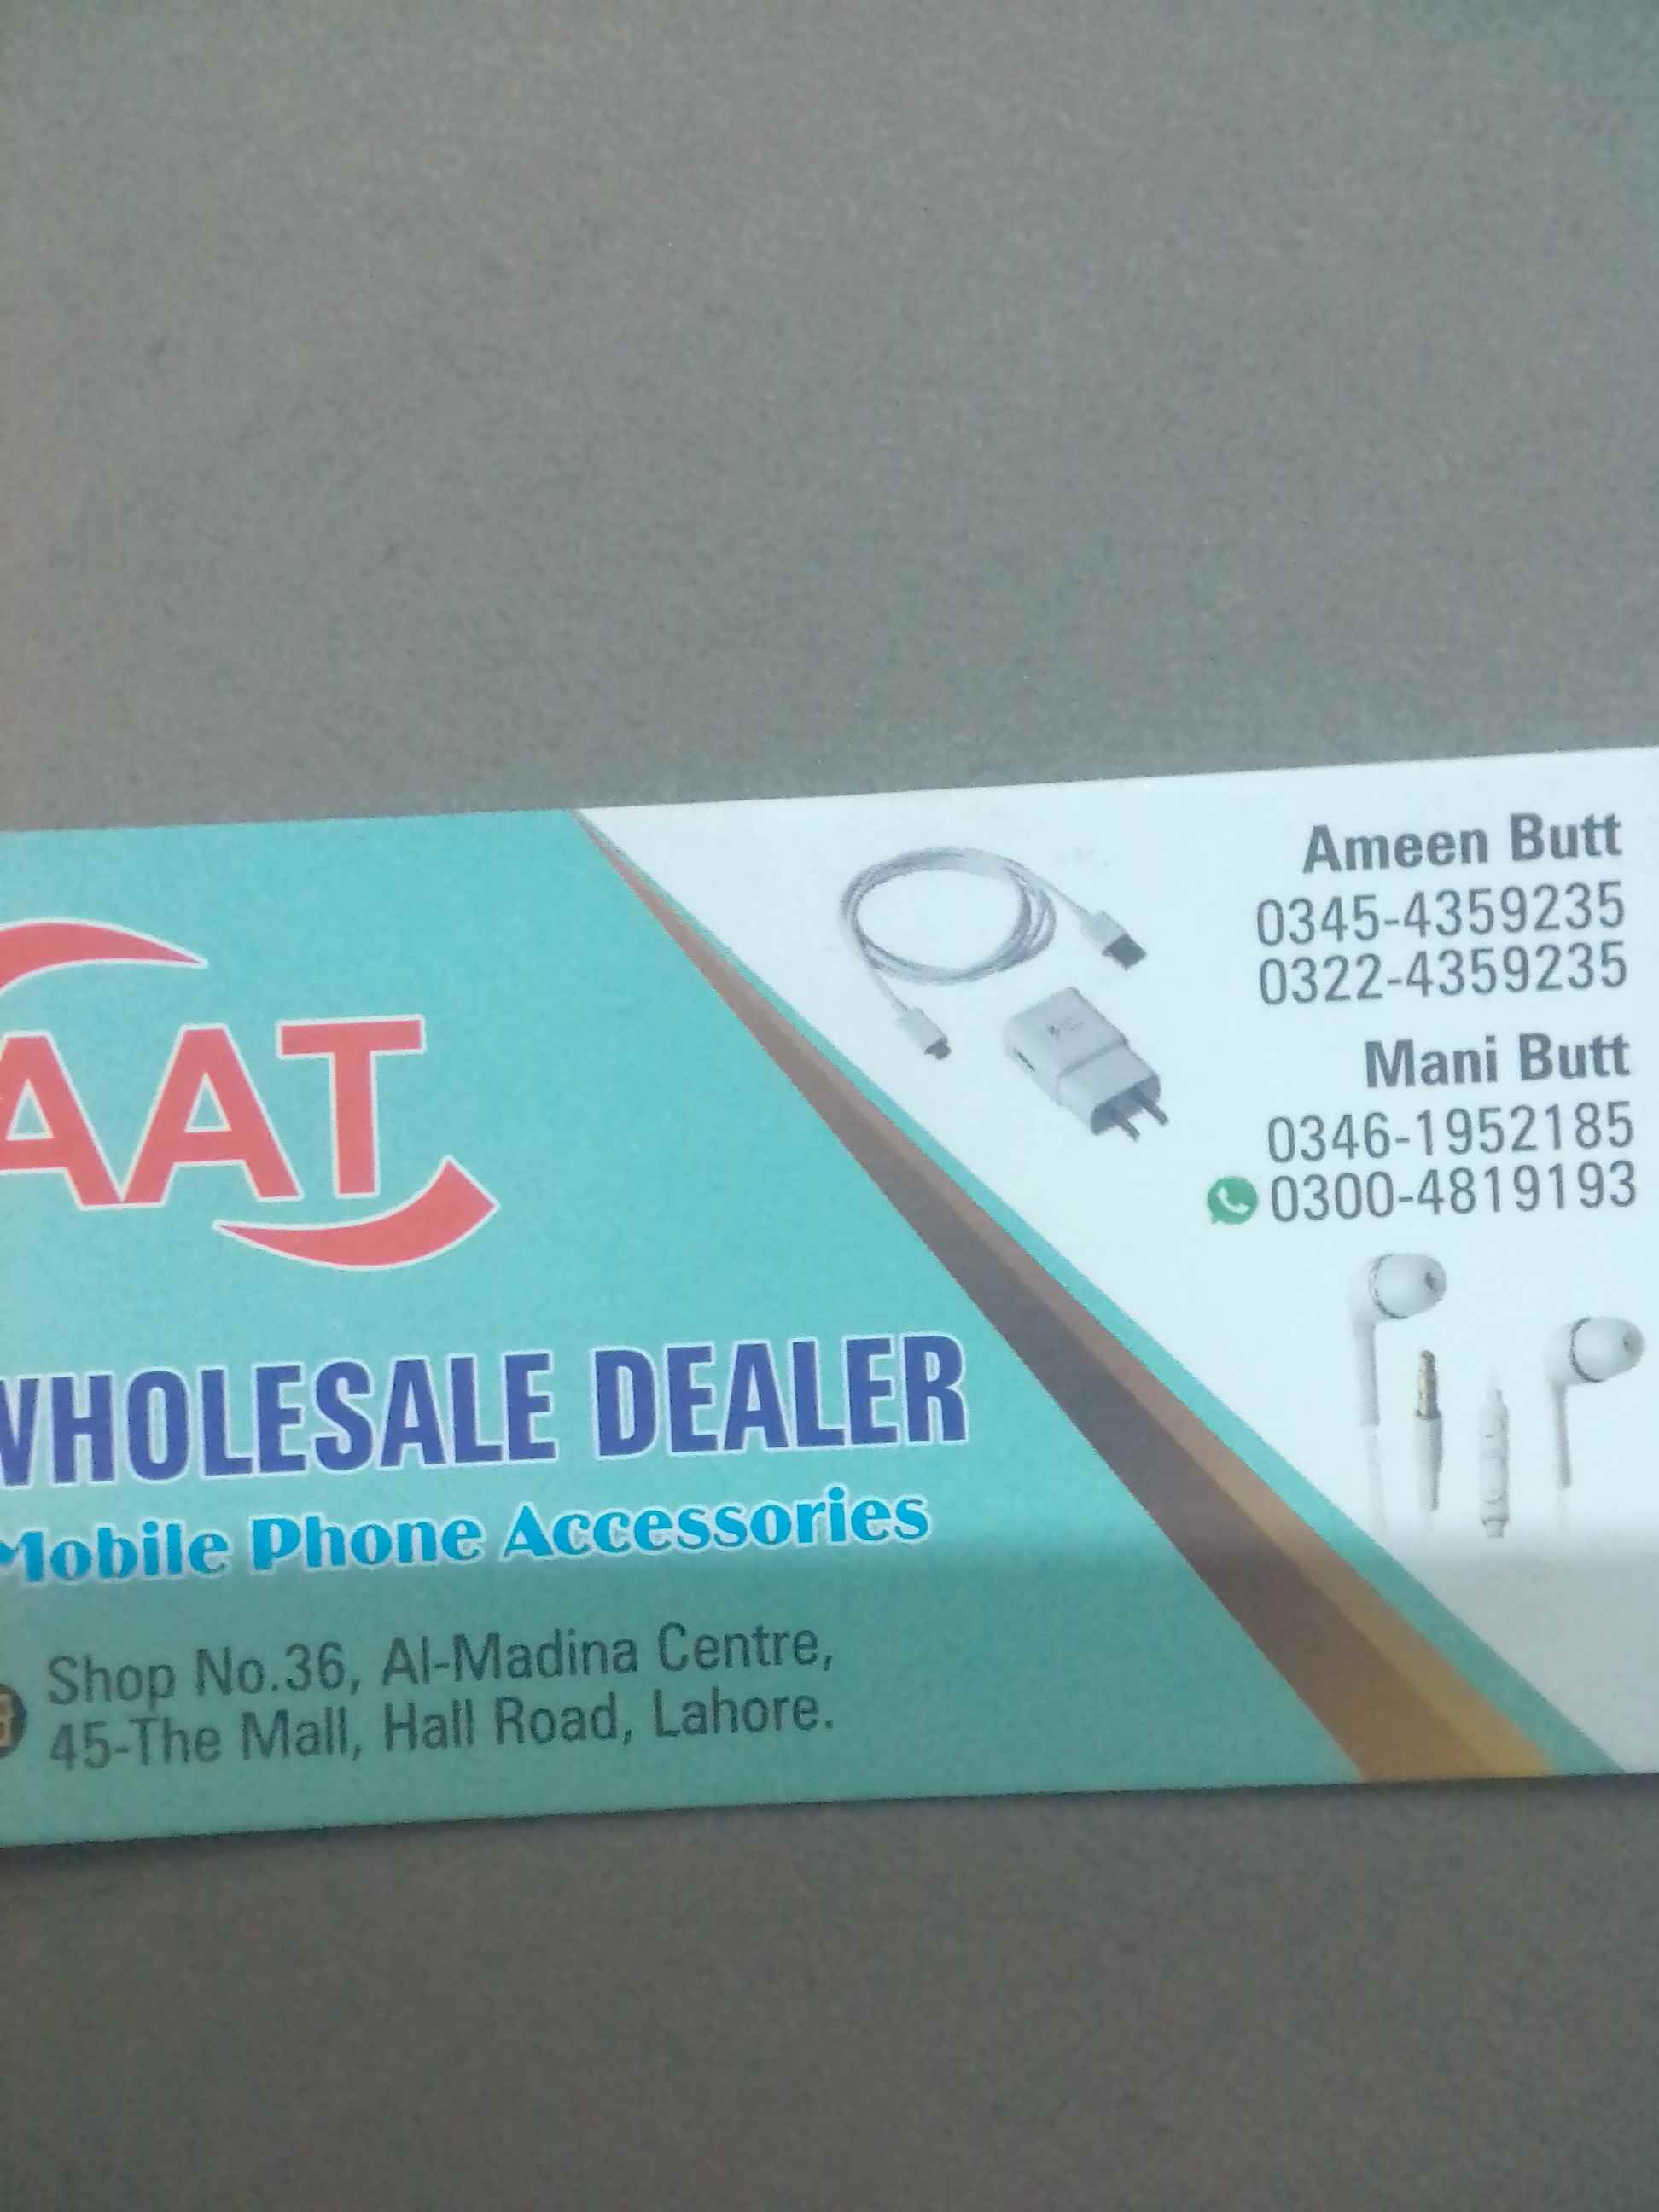 AAT
WHOLESALE DEALER
Mobile Phone Accessories
Shop No.36, Al-Madina Centre,
45-The Mall, Hall Road, Lahore.
Ameen Butt
0345-4359235
0322-4359235
Mani Butt
0346-1952185
0300-4819193